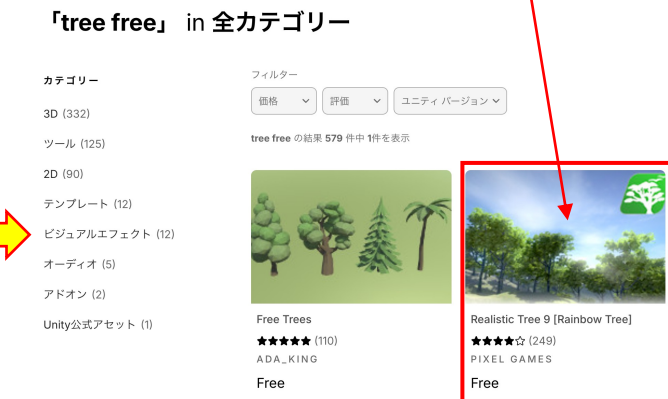 「tree free」 in 全カテゴリー
カテゴリー
3D (332)
ツール (125)
2D (90)
テンプレート (12)
ビジュアルエフェクト (12)
オーディオ (5)
アドオン (2)
Unity公式アセット (1)
フィルター
価格
評価
ユニティ バージョン
tree free の結果 579 件中 1件を表示
Free Trees
(110)
ADA_KING
Free
Realistic Tree 9 [Rainbow Tree]
(249)
PIXEL GAMES
Free